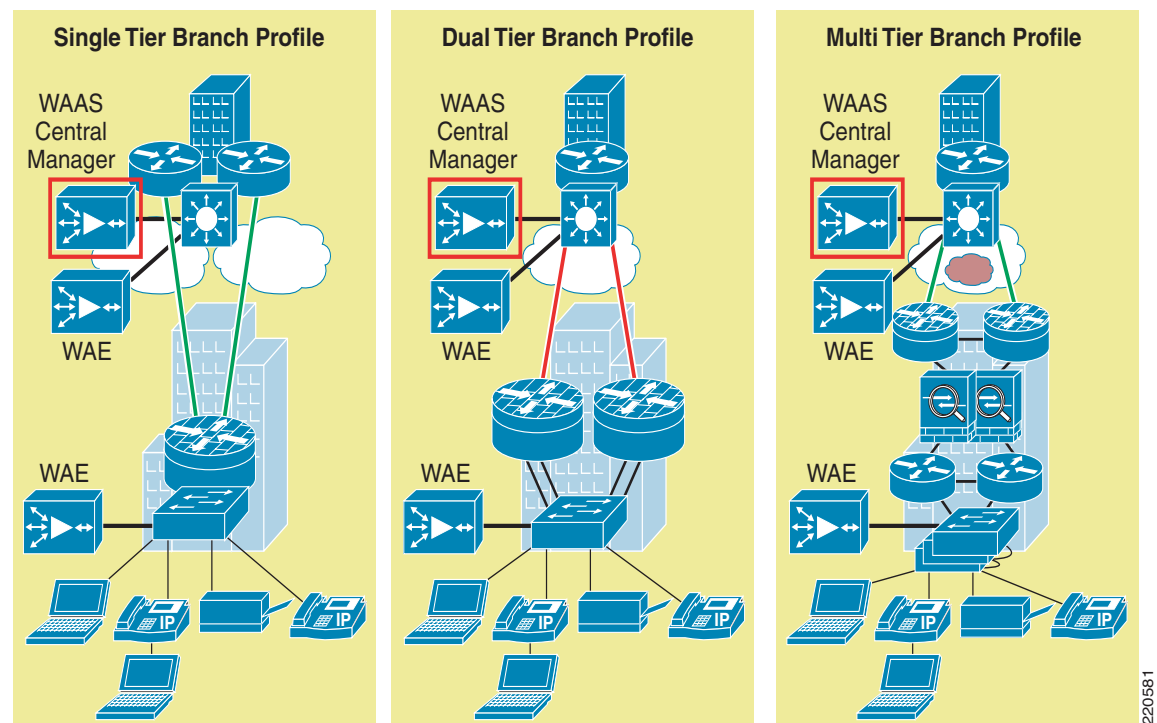 Single Tier Branch Profile
WAAS
Central
Manager
WAE
WAE
IP
IP
Dual Tier Branch Profile
WAAS
Central
Manager
WAE
WAE
IP
IP
Multi Tier Branch Profile
WAAS
Central
Manager
WAE
WAE
IP
IP
220581